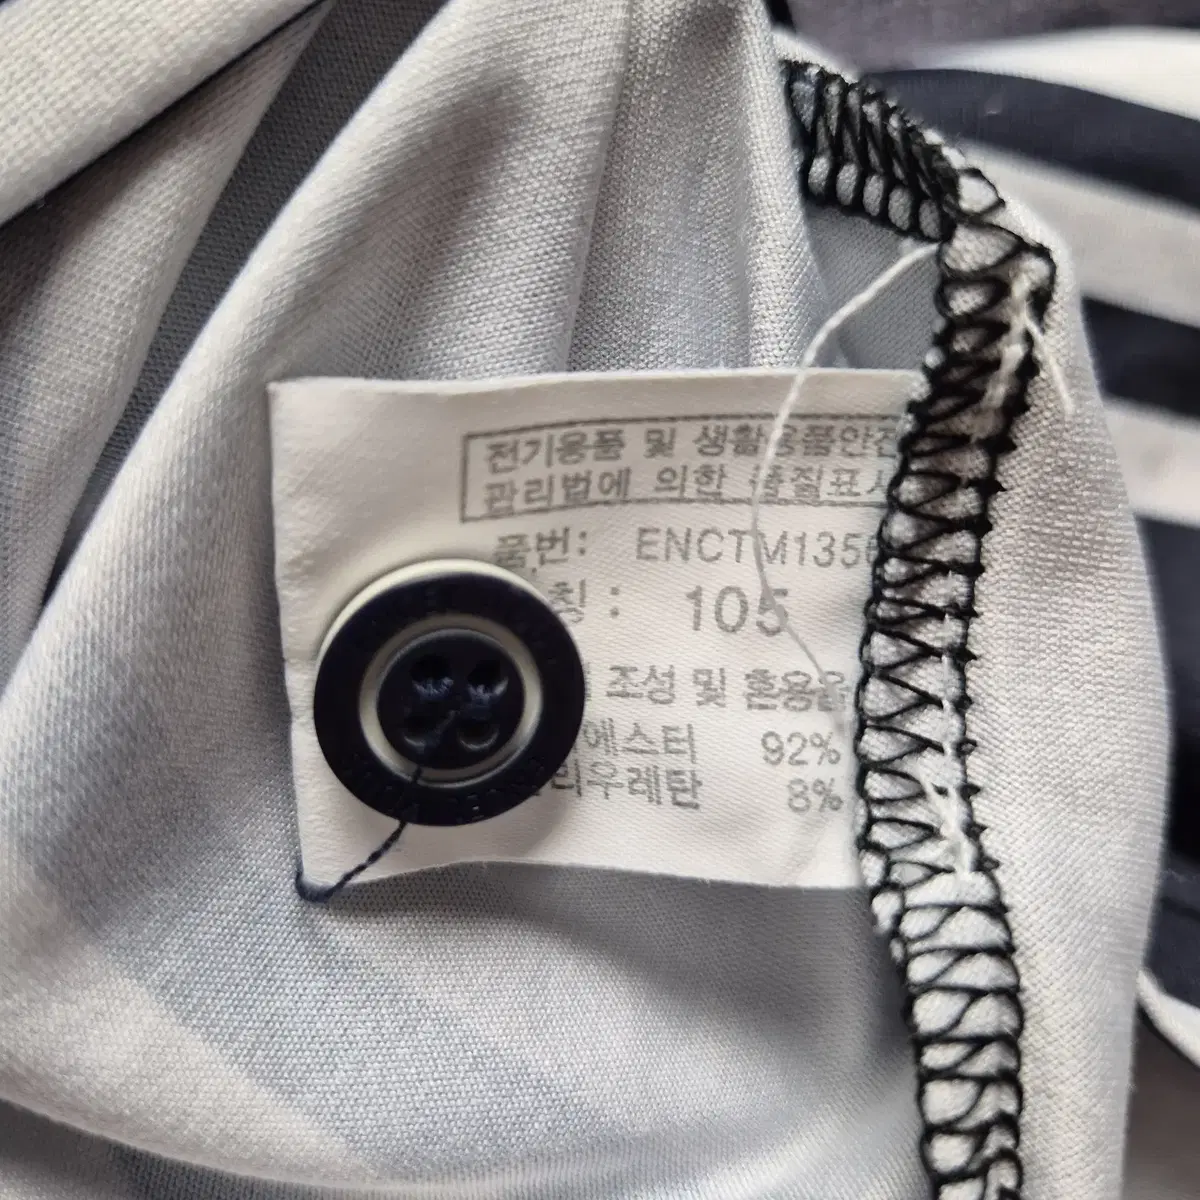 전기용품 및 생활용품안전
관리법에 의한 품질표시
품번: ENCTM1356
칭 : 105
조성 및 혼용율
에스터 92%
리우레탄 8%